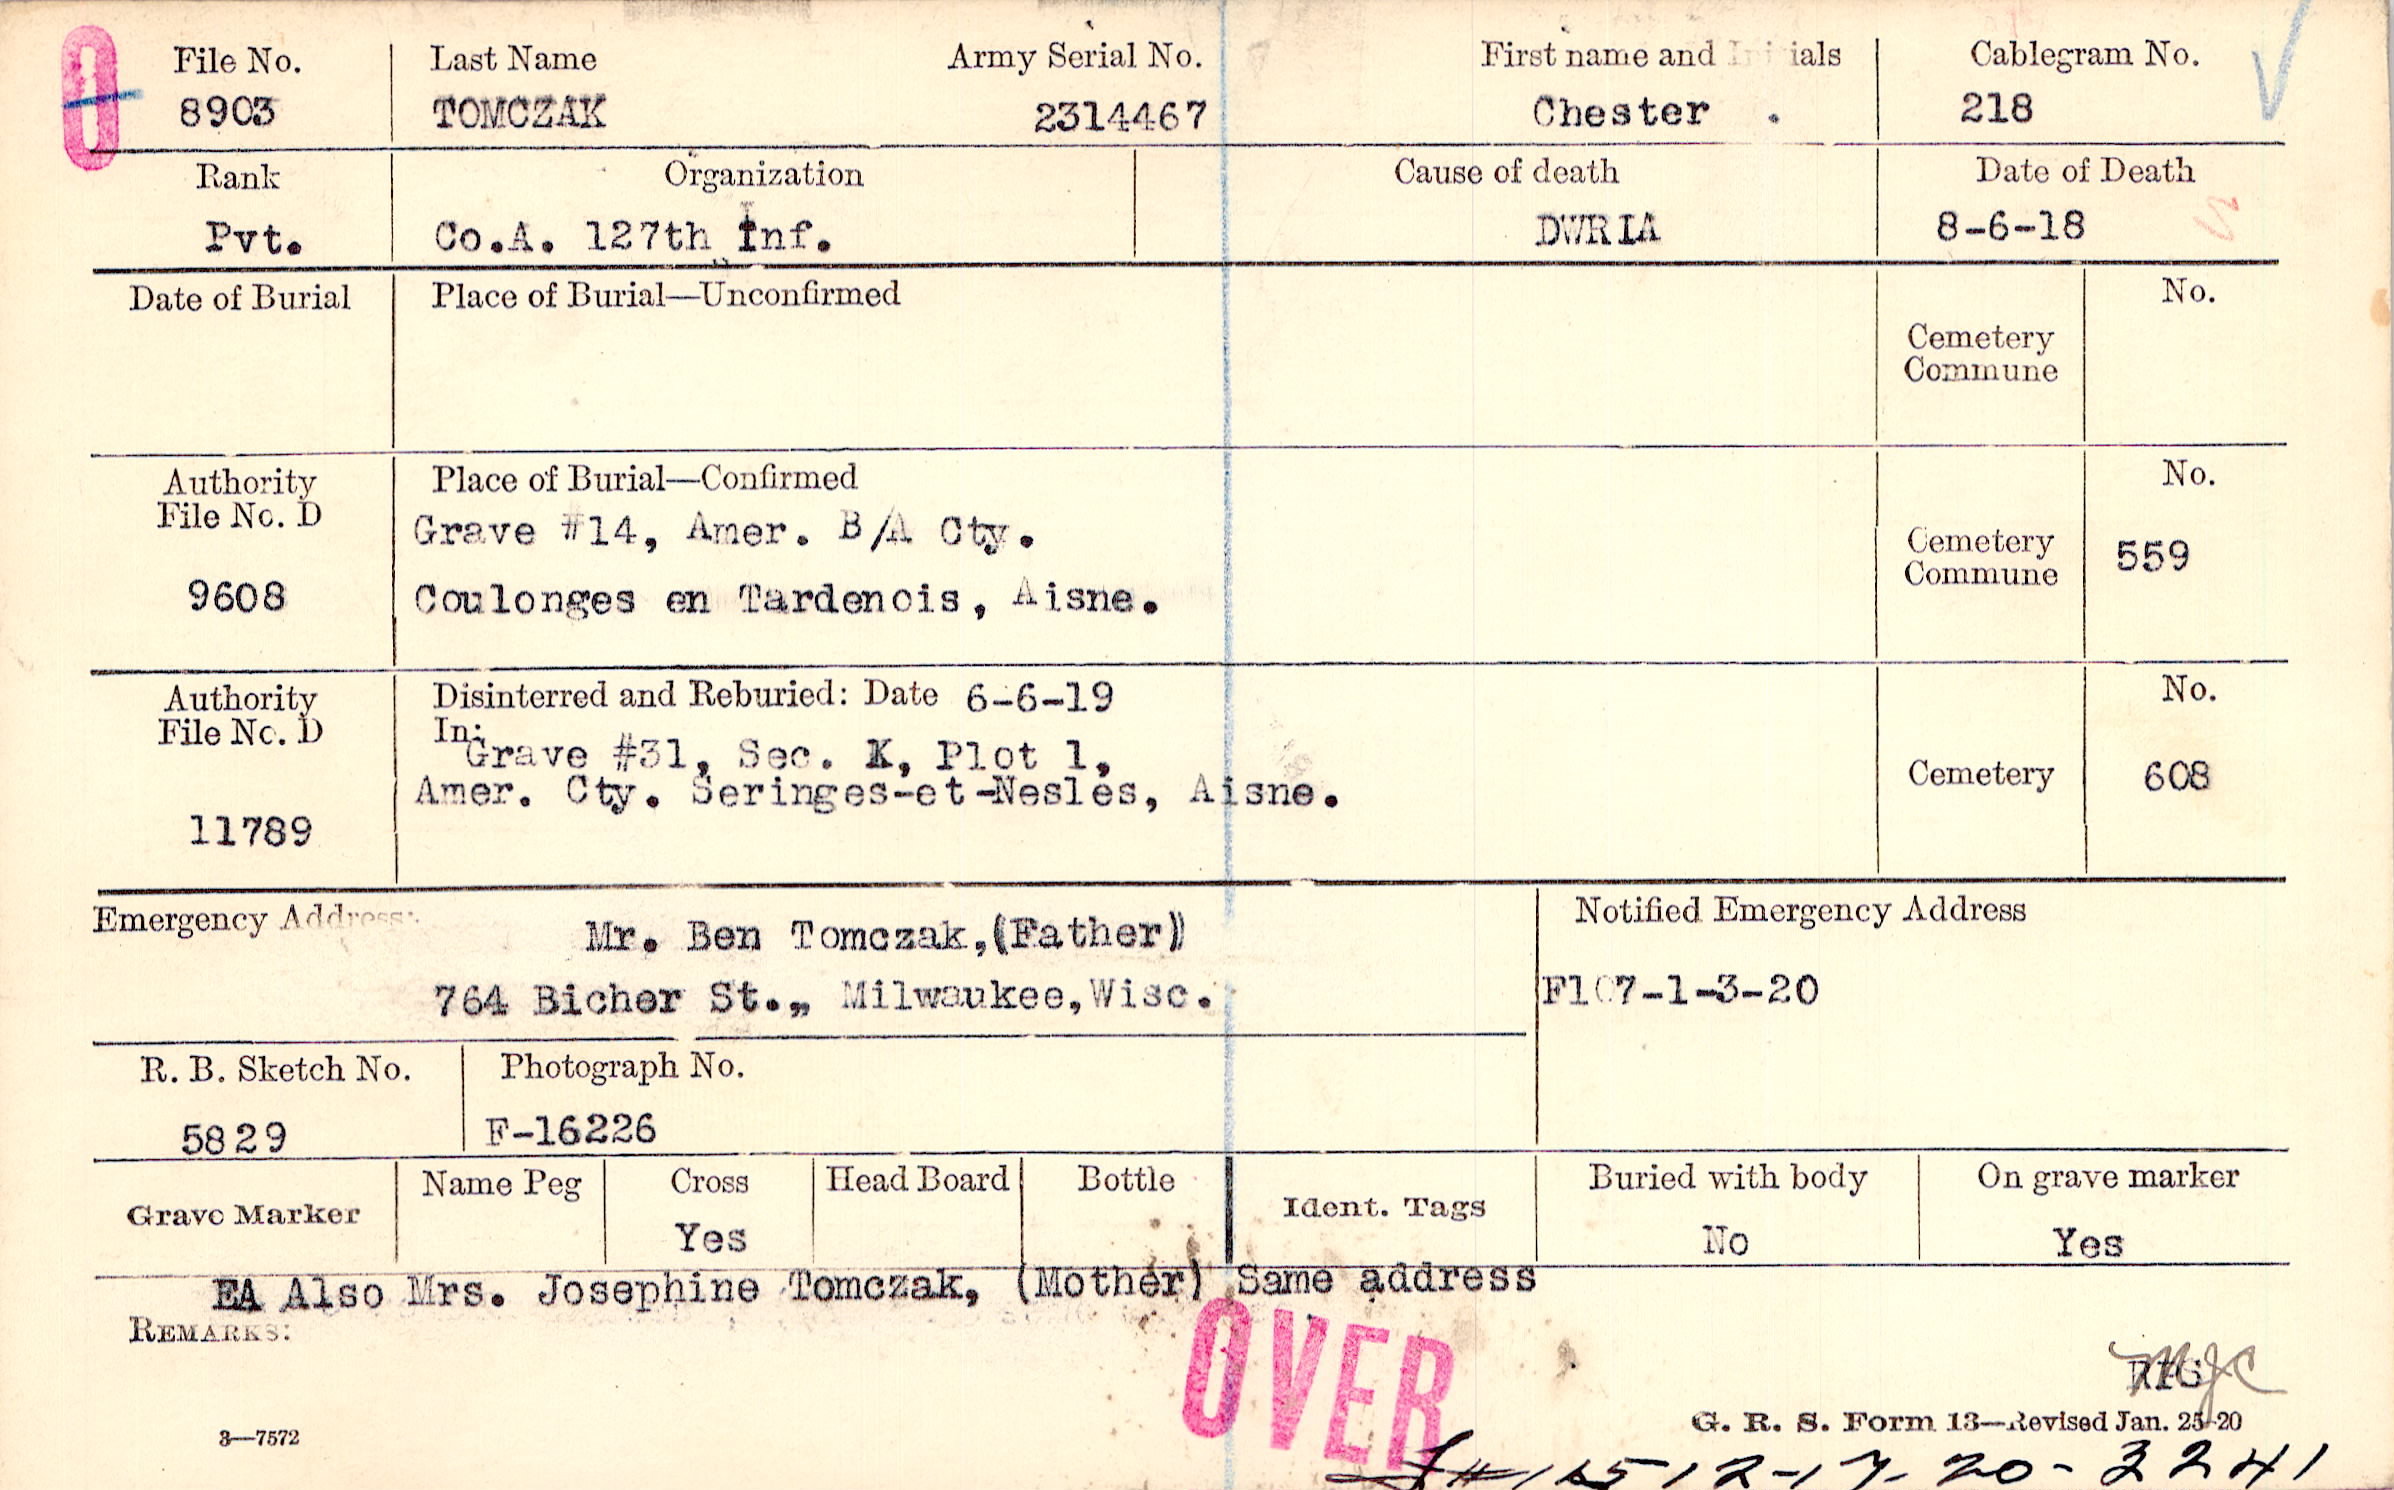 0
File No. Last Name Army Serial No. First name and Initials Cablegram No.
8903 TOMCZAK 2314467 Chester . 218
Rank Organization Cause of death Date of Death
Pvt. Co.A. 127th Inf. DWRIA 8-6-18
Date of Burial Place of Burial—Unconfirmed No.
Cemetery
Commune
Authority Place of Burial—Confirmed No.
File No. D
Grave #14, Amer. B/A Cty.
Cemetery
Commune 559
9608 Coulonges en Tardenois, Aisne.
Authority Disinterred and Reburied: Date 6-6-19 No.
File No. D In:
Grave #31, Sec. K, Plot 1,
Cemetery 608
Amer. Cty. Seringes-et-Nesles, Aisne.
11789
Emergency Address: Notified Emergency Address
Mr. Ben Tomczak,(Father)
764 Bicher St.,, Milwaukee,Wisc. F107-1-3-20
R. B. Sketch No. Photograph No.
5829 F-16226
Grave Marker Name Peg Cross Head Board Bottle Ident. Tags Buried with body On grave marker
Yes No Yes
EA Also Mrs. Josephine Tomczak, (Mother) Same address
REMARKS:
OVER
3—7572 G. R. S. Form 13—Revised Jan. 25-20